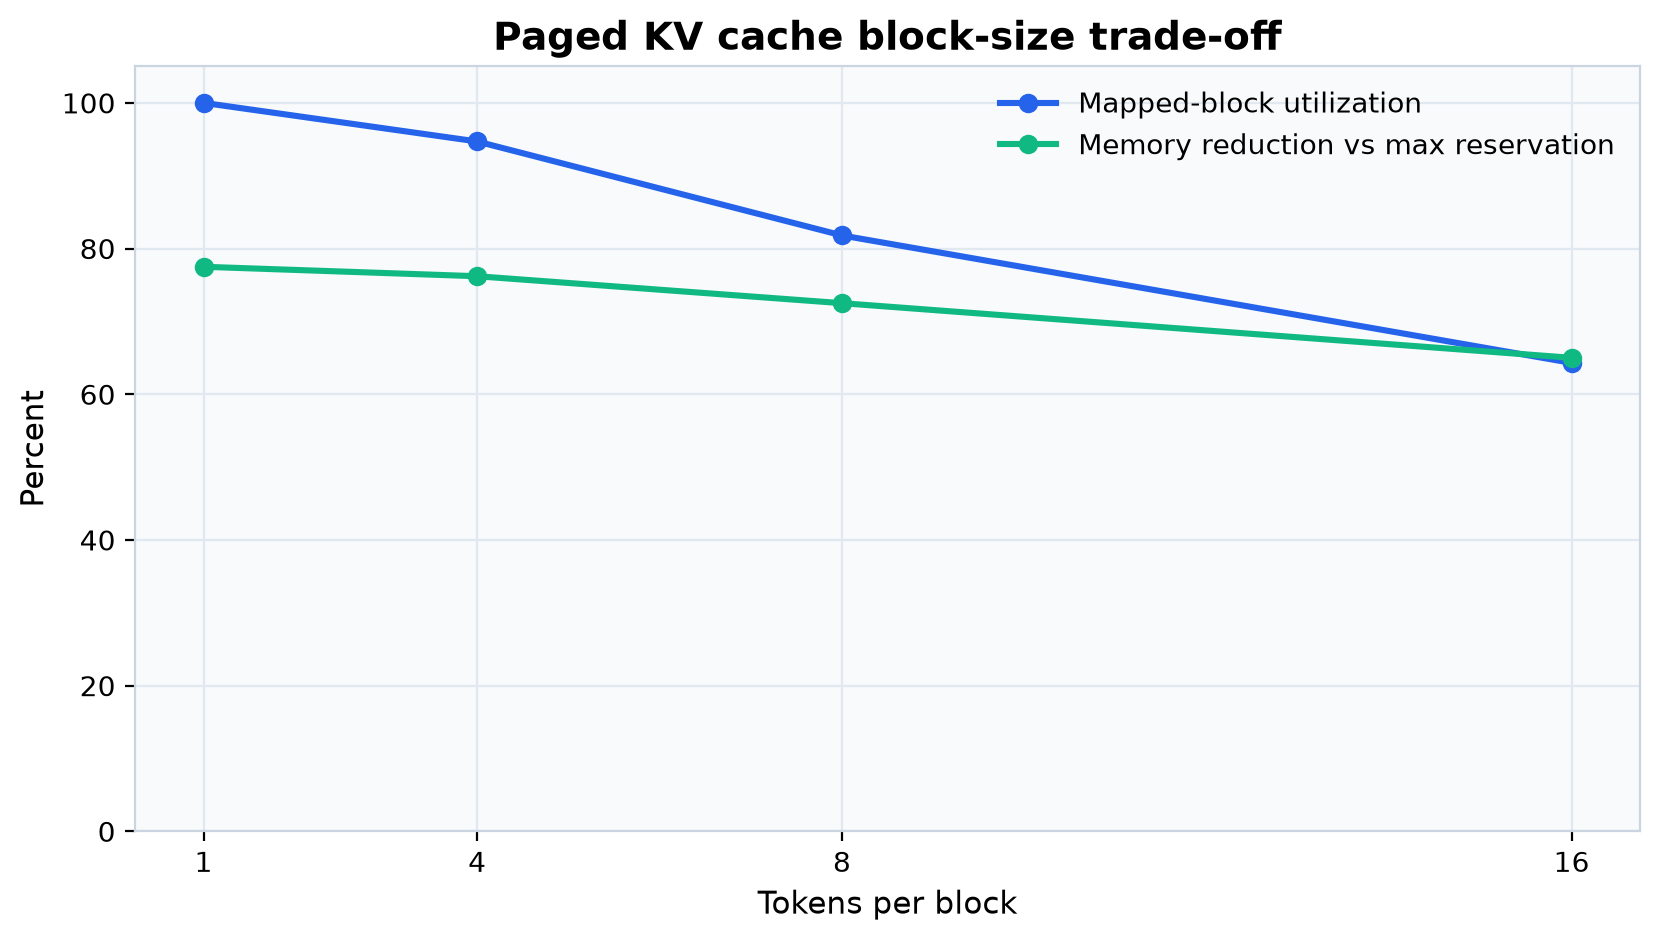 Paged KV cache block-size trade-off
Mapped-block utilization
Memory reduction vs max reservation
100
80
60
40
20
0
Percent
1 4 8 16
Tokens per block